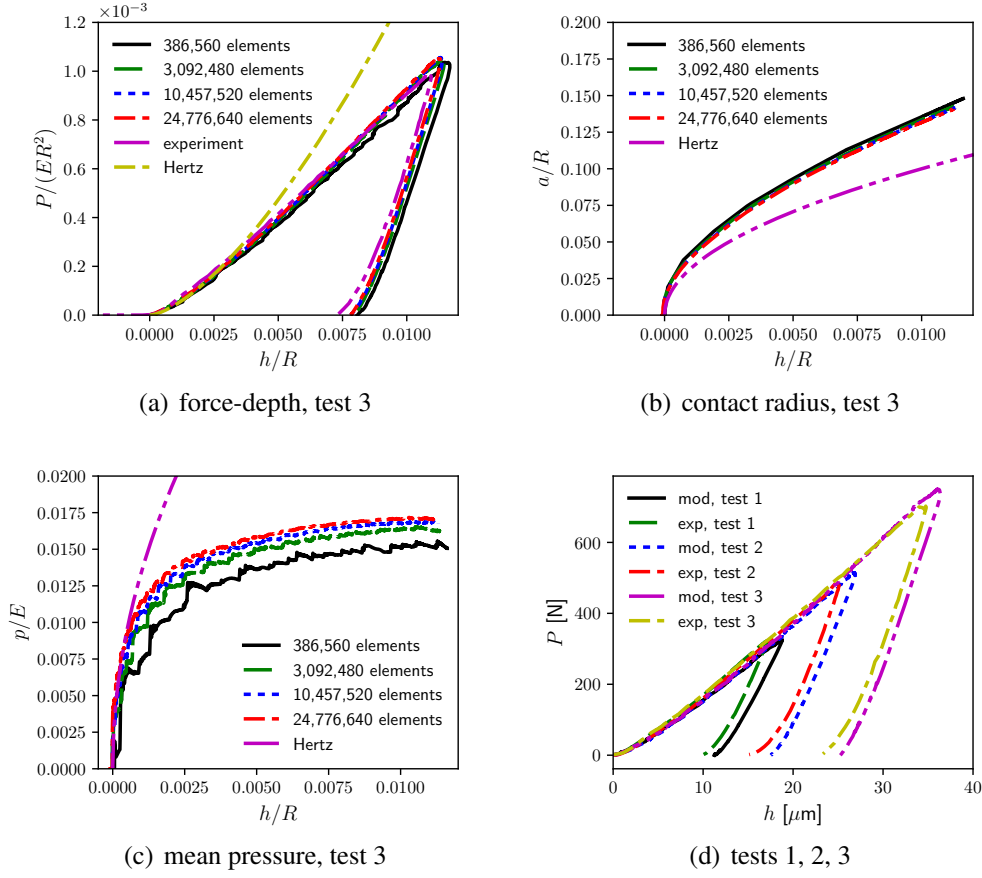 ×10⁻³
1.2
1.0
0.8
0.6
0.4
0.2
0.0
P/(ER²)
386,560 elements
3,092,480 elements
10,457,520 elements
24,776,640 elements
experiment
Hertz
0.0000 0.0025 0.0050 0.0075 0.0100
h/R
(a) force-depth, test 3
0.200
0.175
0.150
0.125
0.100
0.075
0.050
0.025
0.000
a/R
386,560 elements
3,092,480 elements
10,457,520 elements
24,776,640 elements
Hertz
0.0000 0.0025 0.0050 0.0075 0.0100
h/R
(b) contact radius, test 3
0.0200
0.0175
0.0150
0.0125
0.0100
0.0075
0.0050
0.0025
0.0000
p/E
386,560 elements
3,092,480 elements
10,457,520 elements
24,776,640 elements
Hertz
0.0000 0.0025 0.0050 0.0075 0.0100
h/R
(c) mean pressure, test 3
600
400
200
0
P [N]
mod, test 1
exp, test 1
mod, test 2
exp, test 2
mod, test 3
exp, test 3
0 10 20 30 40
h [μm]
(d) tests 1, 2, 3